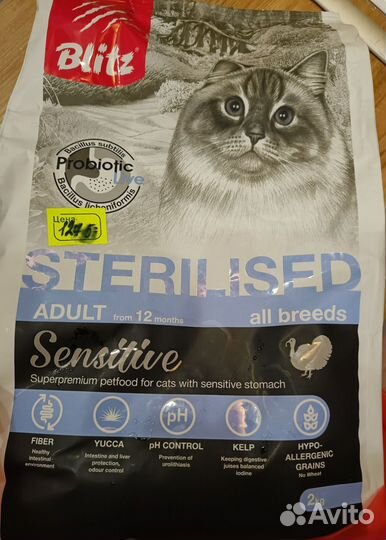 Blitz
Bacillus subtilis
Probiotic
Live
Bacillus licheniformis
Цена
STERILISED
ADULT from 12 months
all breeds
Sensitive
Superpremium petfood for cats with sensitive stomach
FIBER
Healthy
intestinal
environment
YUCCA
Intestine and liver
protection,
odour control
pH
pH CONTROL
Prevention of
urolithiasis
KELP
Keeping digestive
juises balanced
iodine
HYPO-
ALLERGENIC
GRAINS
No Wheat
Avito